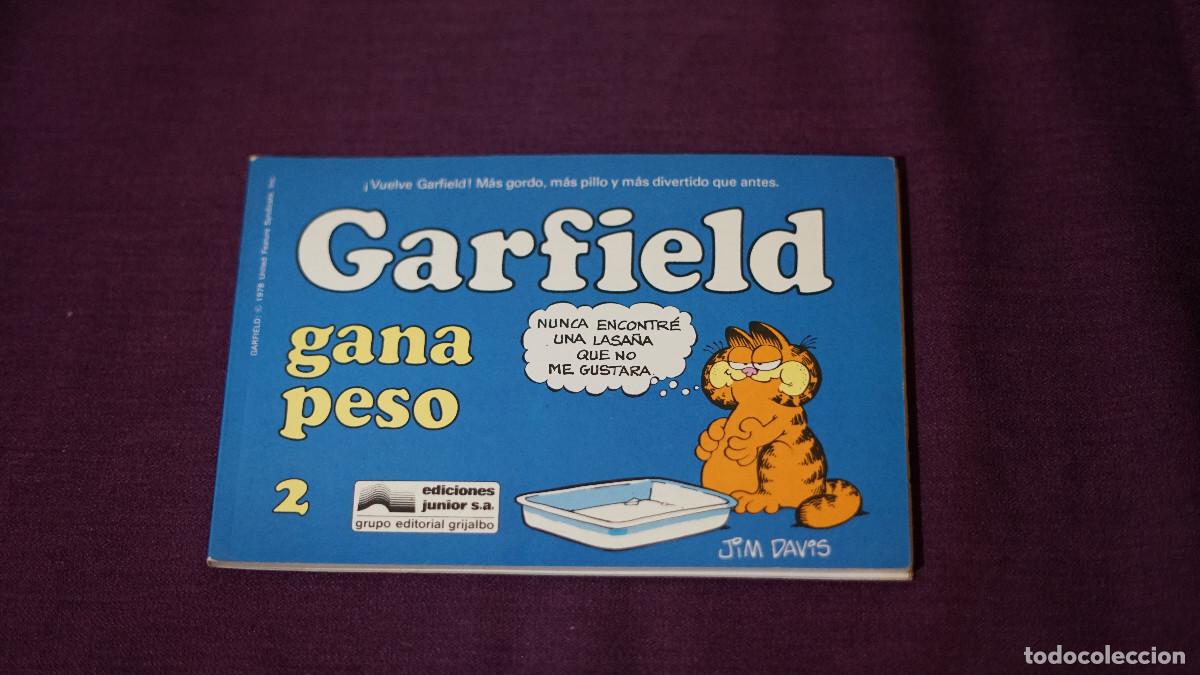 ¡Vuelve Garfield! Más gordo, más pillo y más divertido que antes.
Garfield
gana
peso
2
NUNCA ENCONTRÉ
UNA LASAÑA
QUE NO
ME GUSTARA.
ediciones
junior s.a.
grupo editorial grijalbo
JIM DAVIS
GARFIELD: © 1978 United Feature Syndicate, Inc.
todocoleccion